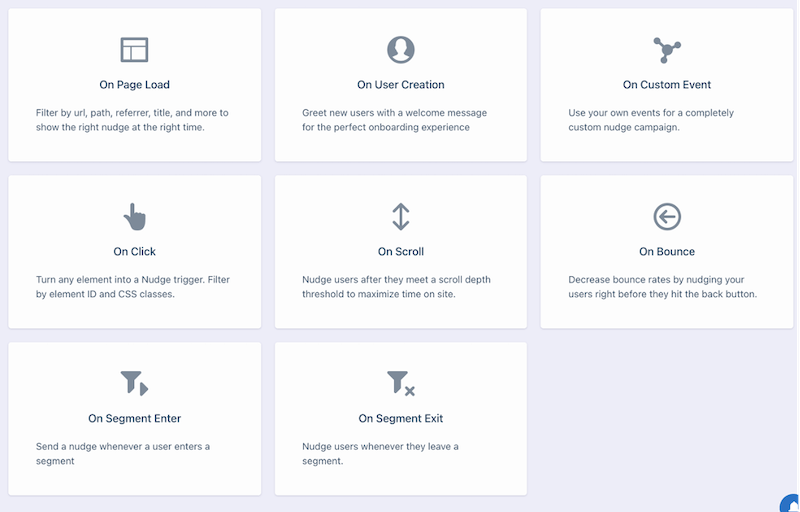 On Page Load
Filter by url, path, referrer, title, and more to
show the right nudge at the right time.
On User Creation
Greet new users with a welcome message
for the perfect onboarding experience
On Custom Event
Use your own events for a completely
custom nudge campaign.
On Click
Turn any element into a Nudge trigger. Filter
by element ID and CSS classes.
On Scroll
Nudge users after they meet a scroll depth
threshold to maximize time on site.
On Bounce
Decrease bounce rates by nudging your
users right before they hit the back button.
On Segment Enter
Send a nudge whenever a user enters a
segment
On Segment Exit
Nudge users whenever they leave a
segment.